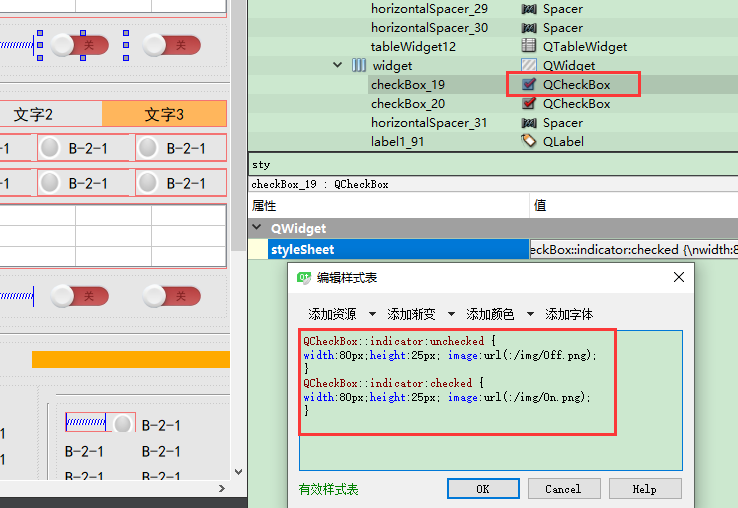 horizontalSpacer_29 Spacer
horizontalSpacer_30 Spacer
tableWidget12 QTableWidget
widget QWidget
checkBox_19 QCheckBox
checkBox_20 QCheckBox
horizontalSpacer_31 Spacer
label1_91 QLabel
关 关
文字2 文字3
-1 B-2-1 B-2-1
-1 B-2-1 B-2-1
关 关
B-2-1
1 B-2-1 B-2-1
1 B-2-1 B-2-1
sty
checkBox_19 : QCheckBox
属性 值
QWidget
styleSheet eckBox::indicator:checked {\nwidth:8
编辑样式表
添加资源 添加渐变 添加颜色 添加字体
QCheckBox::indicator:unchecked {
width:80px;height:25px; image:url(:/img/Off.png);
}
QCheckBox::indicator:checked {
width:80px;height:25px; image:url(:/img/On.png);
}
有效样式表 OK Cancel Help